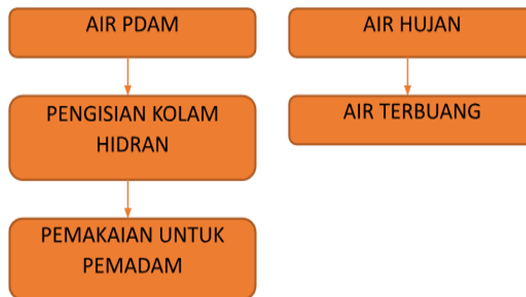 AIR PDAM
PENGISIAN KOLAM
HIDRAN
PEMAKAIAN UNTUK
PEMADAM
AIR HUJAN
AIR TERBUANG